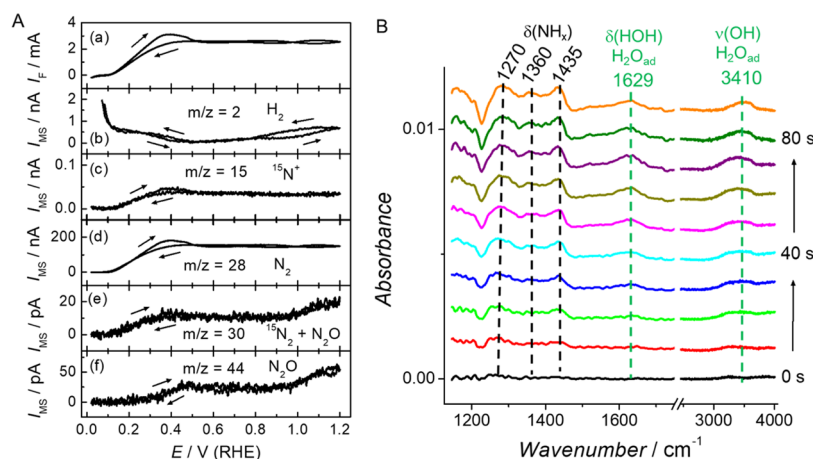 A
(a)
I_F / mA
4
2
0
(b)
I_MS / nA
2
1
0
m/z = 2 H₂
(c)
I_MS / nA
0.1
0.0
m/z = 15 ¹⁵N⁺
(d)
I_MS / nA
200
0
m/z = 28 N₂
(e)
I_MS / pA
20
0
m/z = 30 ¹⁵N₂ + N₂O
(f)
I_MS / pA
50
0
m/z = 44 N₂O
0.0 0.2 0.4 0.6 0.8 1.0 1.2
E / V (RHE)
B
δ(NHₓ)
1270 1360 1435
δ(HOH)
H₂O_ad
1629
ν(OH)
H₂O_ad
3410
Absorbance
0.01
0.00
80 s
40 s
0 s
1200 1400 1600 3000 4000
Wavenumber / cm⁻¹